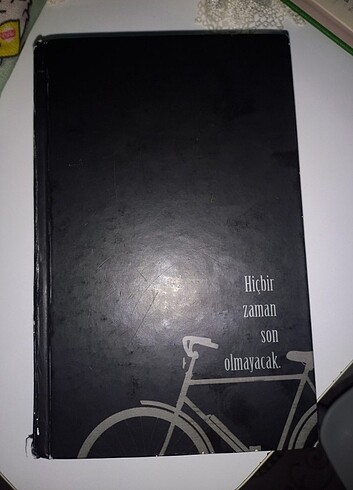 Hiçbir
zaman
son
olmayacak.